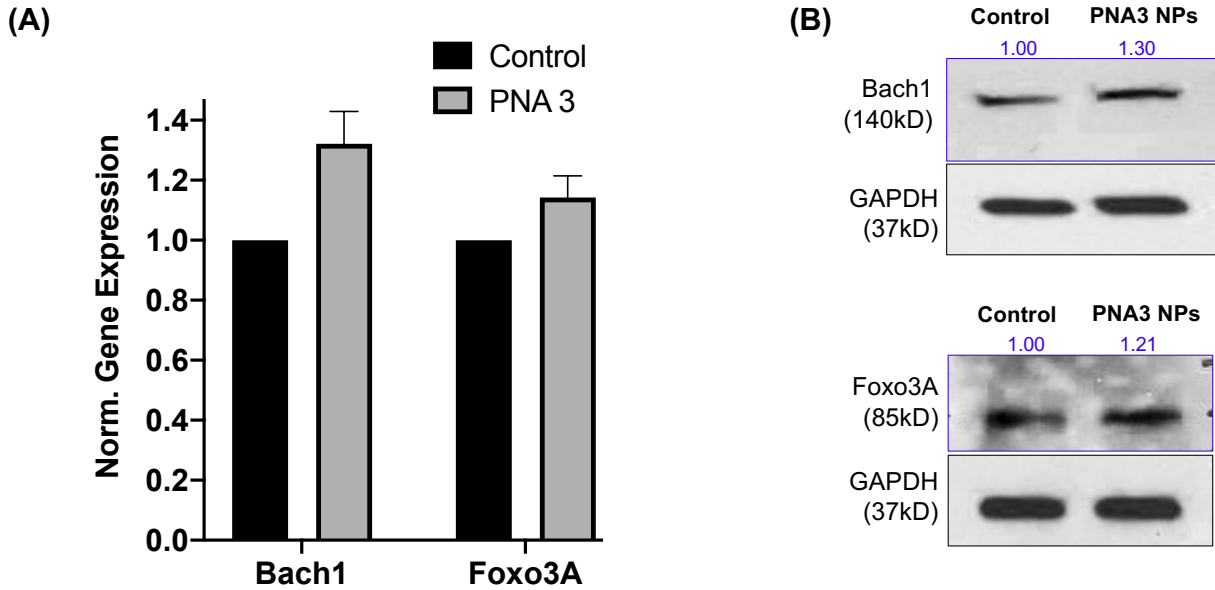 (A)
Control
PNA 3
Norm. Gene Expression
1.4
1.2
1.0
0.8
0.6
0.4
0.2
0.0
Bach1 Foxo3A
(B)
Control PNA3 NPs
1.00 1.30
Bach1
(140kD)
GAPDH
(37kD)
Control PNA3 NPs
1.00 1.21
Foxo3A
(85kD)
GAPDH
(37kD)